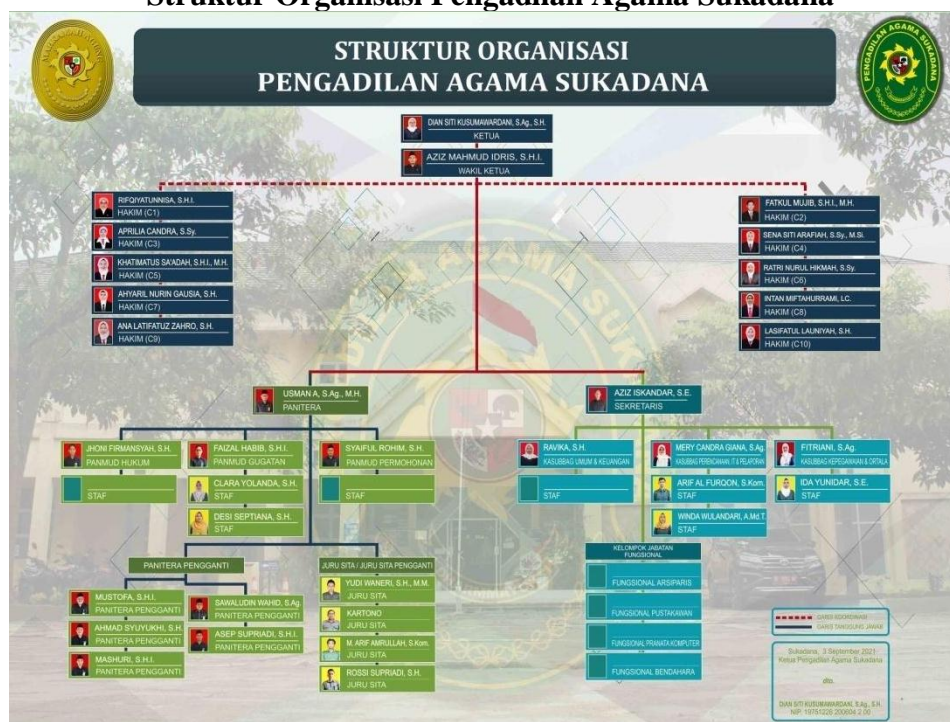 Struktur Organisasi Pengadilan Agama Sukadana
STRUKTUR ORGANISASI
PENGADILAN AGAMA SUKADANA
PENGADILAN AGAMA SUKADANA
DIAN SITI KUSUMAWARDANI, S.Ag., S.H.
KETUA
AZIZ MAHMUD IDRIS, S.H.I.
WAKIL KETUA
RIFQIYATUNNISA, S.H.I.
HAKIM (C1)
APRILIA CANDRA, S.Sy.
HAKIM (C3)
KHATIMATUS SA'ADAH, S.H.I., M.H.
HAKIM (C5)
AHYARIL NURIN GAUSIA, S.H.
HAKIM (C7)
ANA LATIFATUZ ZAHRO, S.H.
HAKIM (C9)
FATKUL MUJIB, S.H.I., M.H.
HAKIM (C2)
SENA SITI ARAFIAH, S.Sy., M.Si.
HAKIM (C4)
RATRI NURUL HIKMAH, S.Sy.
HAKIM (C6)
INTAN MIFTAHURRAMI, LC.
HAKIM (C8)
LASIFATUL LAUNIYAH, S.H.
HAKIM (C10)
USMAN A, S.Ag., M.H.
PANITERA
AZIZ ISKANDAR, S.E.
SEKRETARIS
JHONI FIRMANSYAH, S.H.
PANMUD HUKUM
STAF
FAIZAL HABIB, S.H.I.
PANMUD GUGATAN
CLARA YOLANDA, S.H.
STAF
DESI SEPTIANA, S.H.
STAF
SYAIFUL ROHIM, S.H.
PANMUD PERMOHONAN
STAF
RAVIKA, S.H.
KASUBBAG UMUM & KEUANGAN
STAF
MERY CANDRA GIANA, S.Ag.
KASUBBAG PERENCANAAN, IT & PELAPORAN
ARIF AL FURQON, S.Kom.
STAF
WINDA WULANDARI, A.Md.T.
STAF
FITRIANI, S.Ag.
KASUBBAG KEPEGAWAIAN & ORTALA
IDA YUNIDAR, S.E.
STAF
PANITERA PENGGANTI
MUSTOFA, S.H.I.
PANITERA PENGGANTI
AHMAD SYUYUKHI, S.H.
PANITERA PENGGANTI
MASHURI, S.H.I.
PANITERA PENGGANTI
SAWALUDIN WAHID, S.Ag.
PANITERA PENGGANTI
ASEP SUPRIADI, S.H.I.
PANITERA PENGGANTI
JURU SITA / JURU SITA PENGGANTI
YUDI WANERI, S.H., M.M.
JURU SITA
KARTONO
JURU SITA
M. ARIF AMRULLAH, S.Kom.
JURU SITA
ROSSI SUPRIADI, S.H.
JURU SITA
KELOMPOK JABATAN
FUNGSIONAL
FUNGSIONAL ARSIPARIS
FUNGSIONAL PUSTAKAWAN
FUNGSIONAL PRANATA KOMPUTER
FUNGSIONAL BENDAHARA
GARIS KOORDINASI
GARIS TANGGUNG JAWAB
Sukadana, 3 September 2021
Ketua Pengadilan Agama Sukadana
dto.
DIAN SITI KUSUMAWARDANI, S.Ag., S.H.